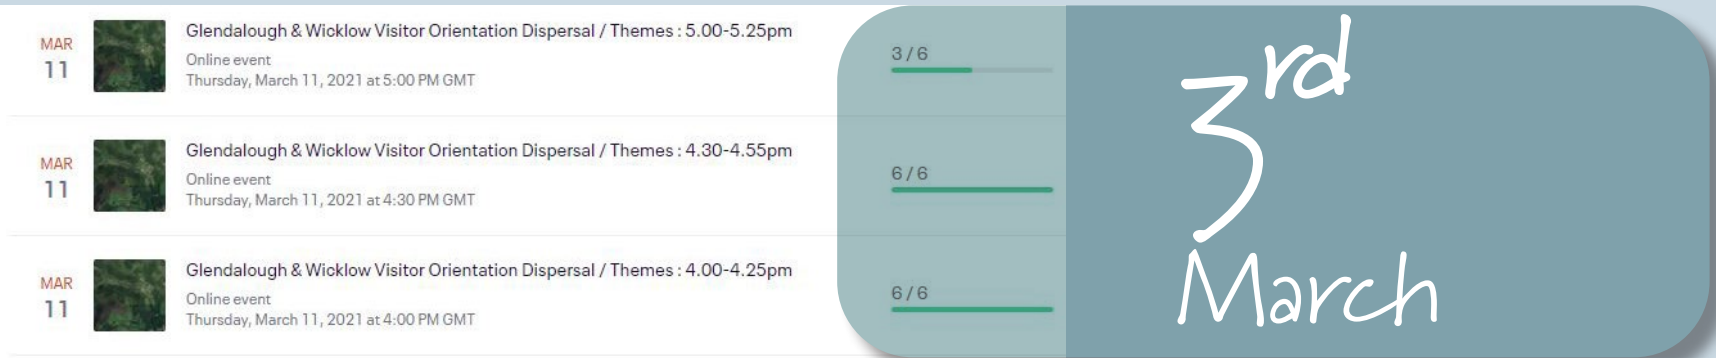 MAR
11
Glendalough & Wicklow Visitor Orientation Dispersal / Themes : 5.00-5.25pm
Online event
Thursday, March 11, 2021 at 5:00 PM GMT
3 / 6
MAR
11
Glendalough & Wicklow Visitor Orientation Dispersal / Themes : 4.30-4.55pm
Online event
Thursday, March 11, 2021 at 4:30 PM GMT
6 / 6
MAR
11
Glendalough & Wicklow Visitor Orientation Dispersal / Themes : 4.00-4.25pm
Online event
Thursday, March 11, 2021 at 4:00 PM GMT
6 / 6
3rd
March